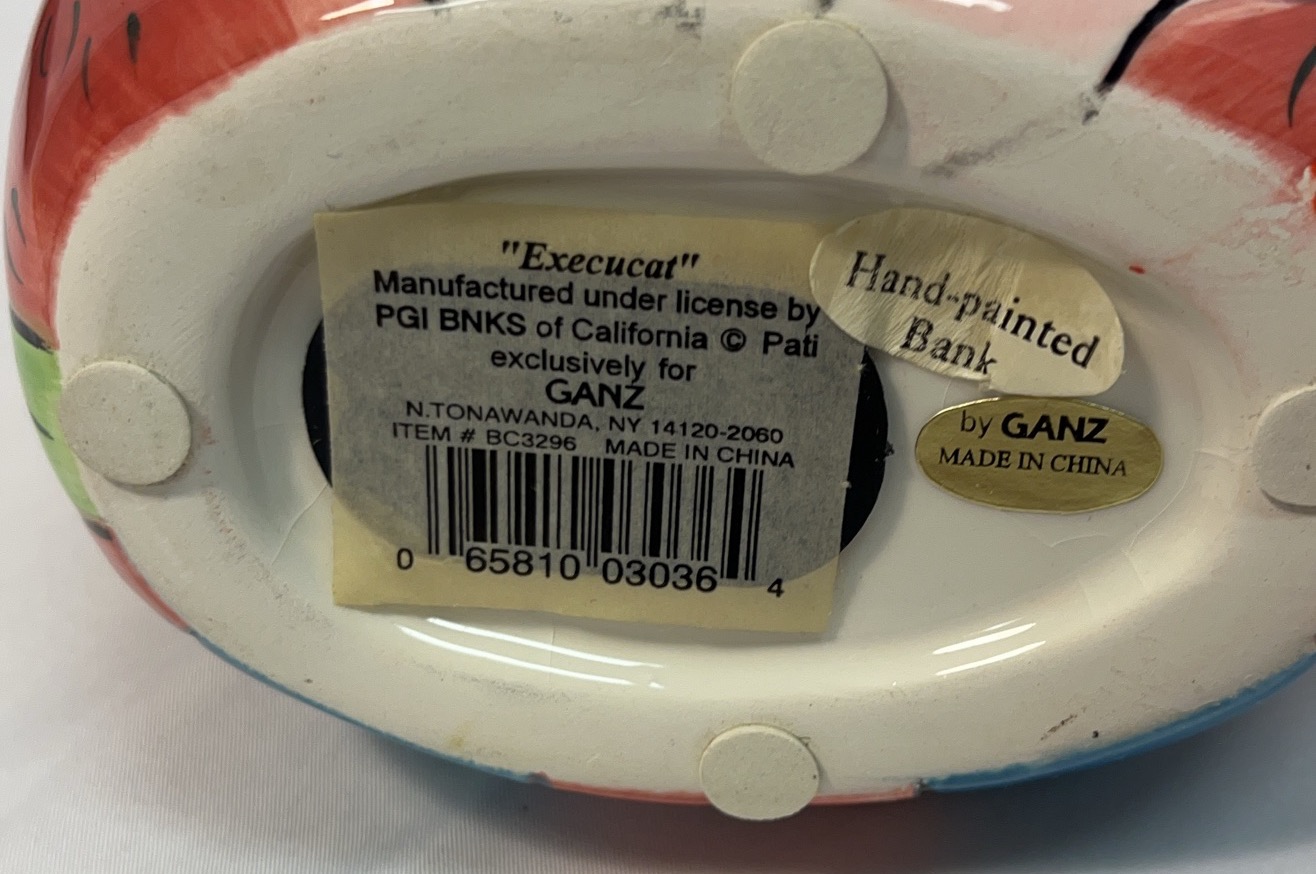 "Execucat"
Manufactured under license by
PGI BNKS of California © Pati
exclusively for
GANZ
N.TONAWANDA, NY 14120-2060
ITEM # BC3296 MADE IN CHINA
0 65810 03036 4
Hand-painted
Bank
by GANZ
MADE IN CHINA